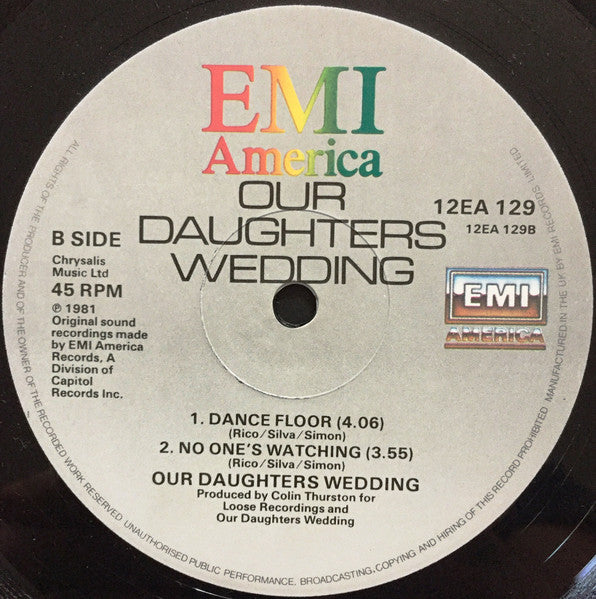 EMI
America
OUR
DAUGHTERS
WEDDING
B SIDE
Chrysalis
Music Ltd
45 RPM
℗ 1981
Original sound
recordings made
by EMI America
Records, A
Division of
Capitol
Records Inc.
12EA 129
12EA 129B
EMI
AMERICA
1. DANCE FLOOR (4.06)
(Rico/Silva/Simon)
2. NO ONE'S WATCHING (3.55)
(Rico/Silva/Simon)
OUR DAUGHTERS WEDDING
Produced by Colin Thurston for
Loose Recordings and
Our Daughters Wedding
ALL RIGHTS OF THE PRODUCER AND OF THE OWNER OF THE RECORDED WORK RESERVED UNAUTHORISED PUBLIC PERFORMANCE, BROADCASTING, COPYING AND HIRING OF THIS RECORD PROHIBITED MANUFACTURED IN THE UK BY EMI RECORDS LIMITED